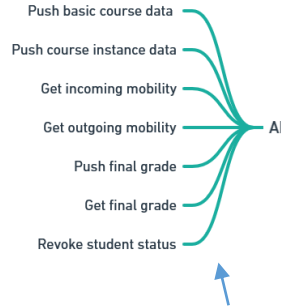 Push basic course data
Push course instance data
Get incoming mobility
Get outgoing mobility
Push final grade
Get final grade
Revoke student status